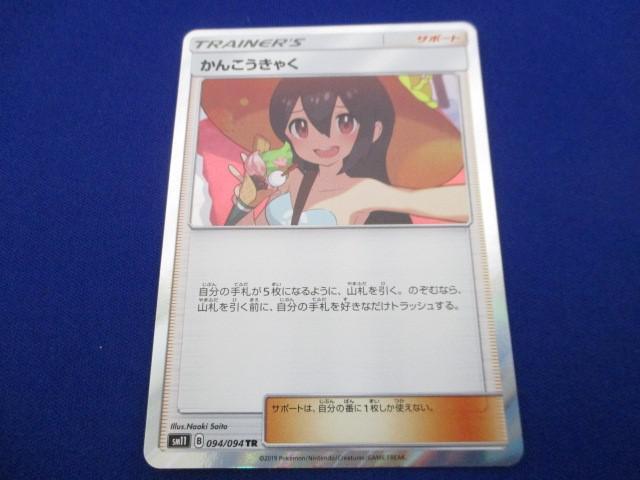 TRAINER'S サポート
かんこうきゃく
自分の手札が5枚になるように、山札を引く。のぞむなら、
山札を引く前に、自分の手札を好きなだけトラッシュする。
サポートは、自分の番に1枚しか使えない。
Illus.Naoki Saito
sm11 B 094/094 TR
©2019 Pokémon/Nintendo/Creatures/GAME FREAK.